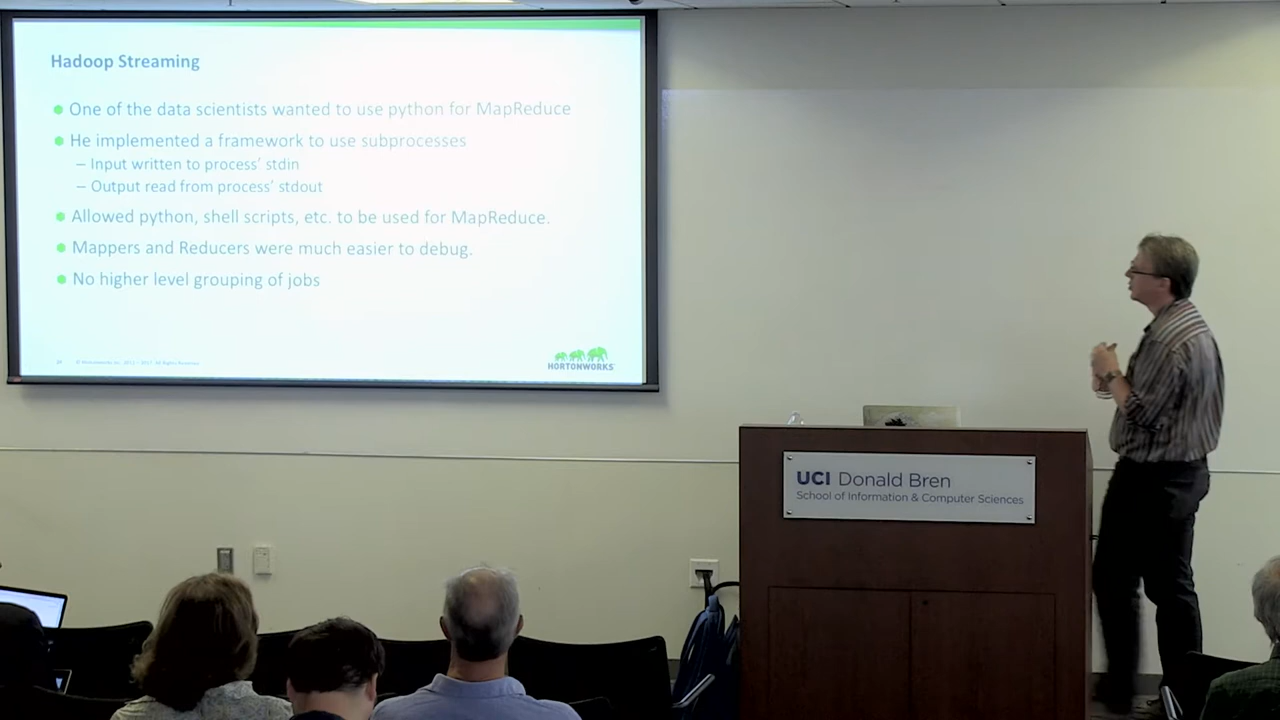 Hadoop Streaming
One of the data scientists wanted to use python for MapReduce
He implemented a framework to use subprocesses
– Input written to process' stdin
– Output read from process' stdout
Allowed python, shell scripts, etc. to be used for MapReduce.
Mappers and Reducers were much easier to debug.
No higher level grouping of jobs
HORTONWORKS
UCI Donald Bren
School of Information & Computer Sciences